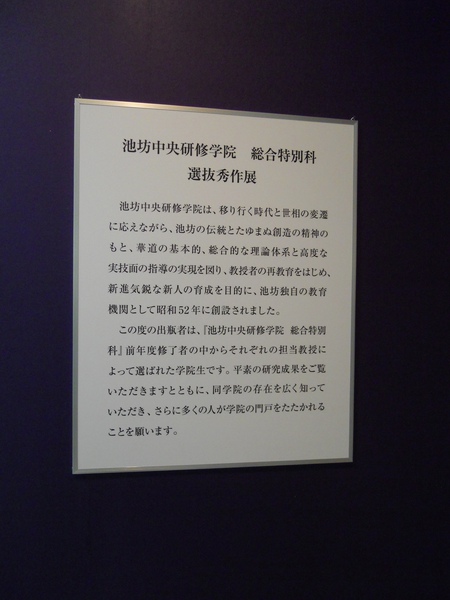 池坊中央研修学院　総合特別科
選抜秀作展
池坊中央研修学院は、移り行く時代と世相の変遷
に応えながら、池坊の伝統とたゆまぬ創造の精神の
もと、華道の基本的、総合的な理論体系と高度な
実技面の指導の実現を図り、教授者の再教育をはじめ、
新進気鋭な新人の育成を目的に、池坊独自の教育
機関として昭和52年に創設されました。
この度の出瓶者は、『池坊中央研修学院 総合特別
科』前年度修了者の中からそれぞれの担当教授に
よって選ばれた学院生です。平素の研究成果をご覧
いただきますとともに、同学院の存在を広く知って
いただき、さらに多くの人が学院の門戸をたたかれる
ことを願います。